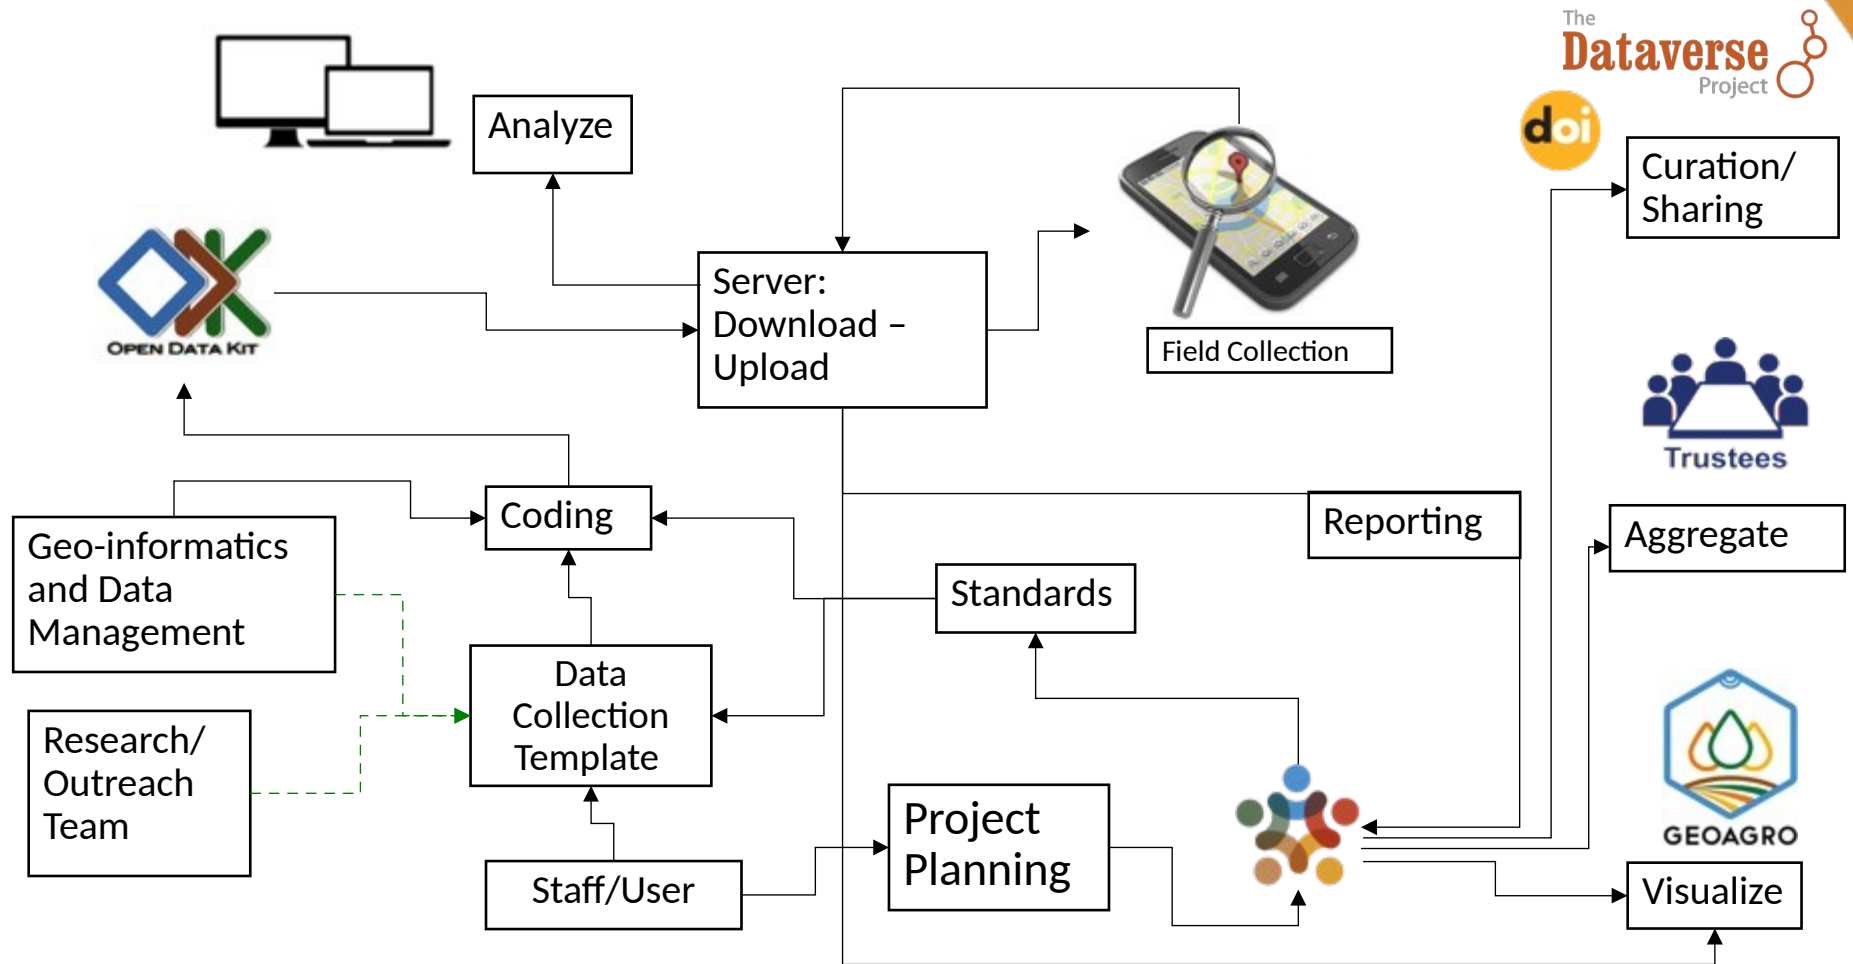 The
Dataverse
Project
doi
Analyze
Curation/
Sharing
Server:
Download –
Upload
OPEN DATA KIT
Field Collection
Trustees
Coding
Reporting
Aggregate
Geo-informatics
and Data
Management
Standards
Data
Collection
Template
Research/
Outreach
Team
Project
Planning
GEOAGRO
Staff/User
Visualize